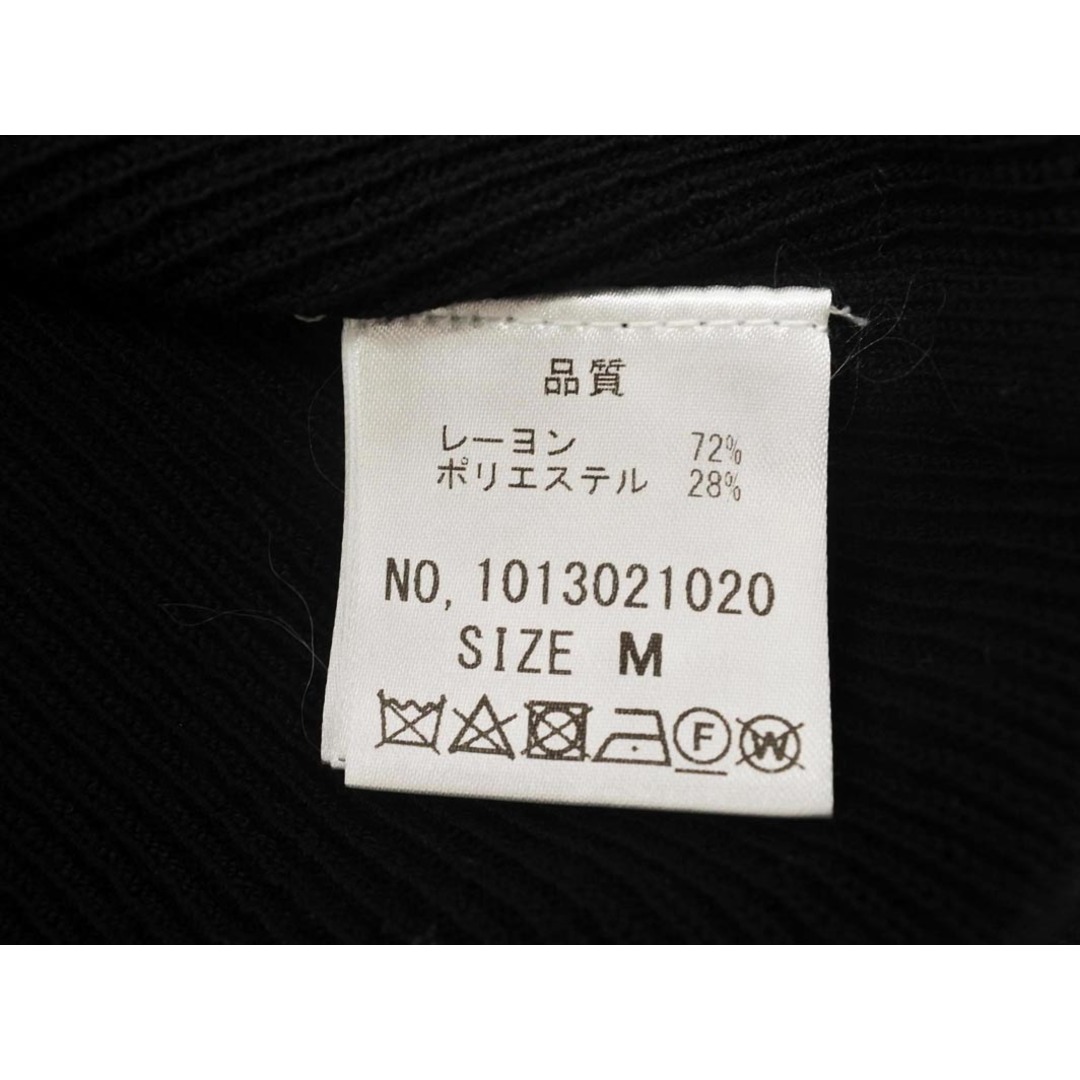 品質
レーヨン 72%
ポリエステル 28%
NO, 1013021020
SIZE M
F W